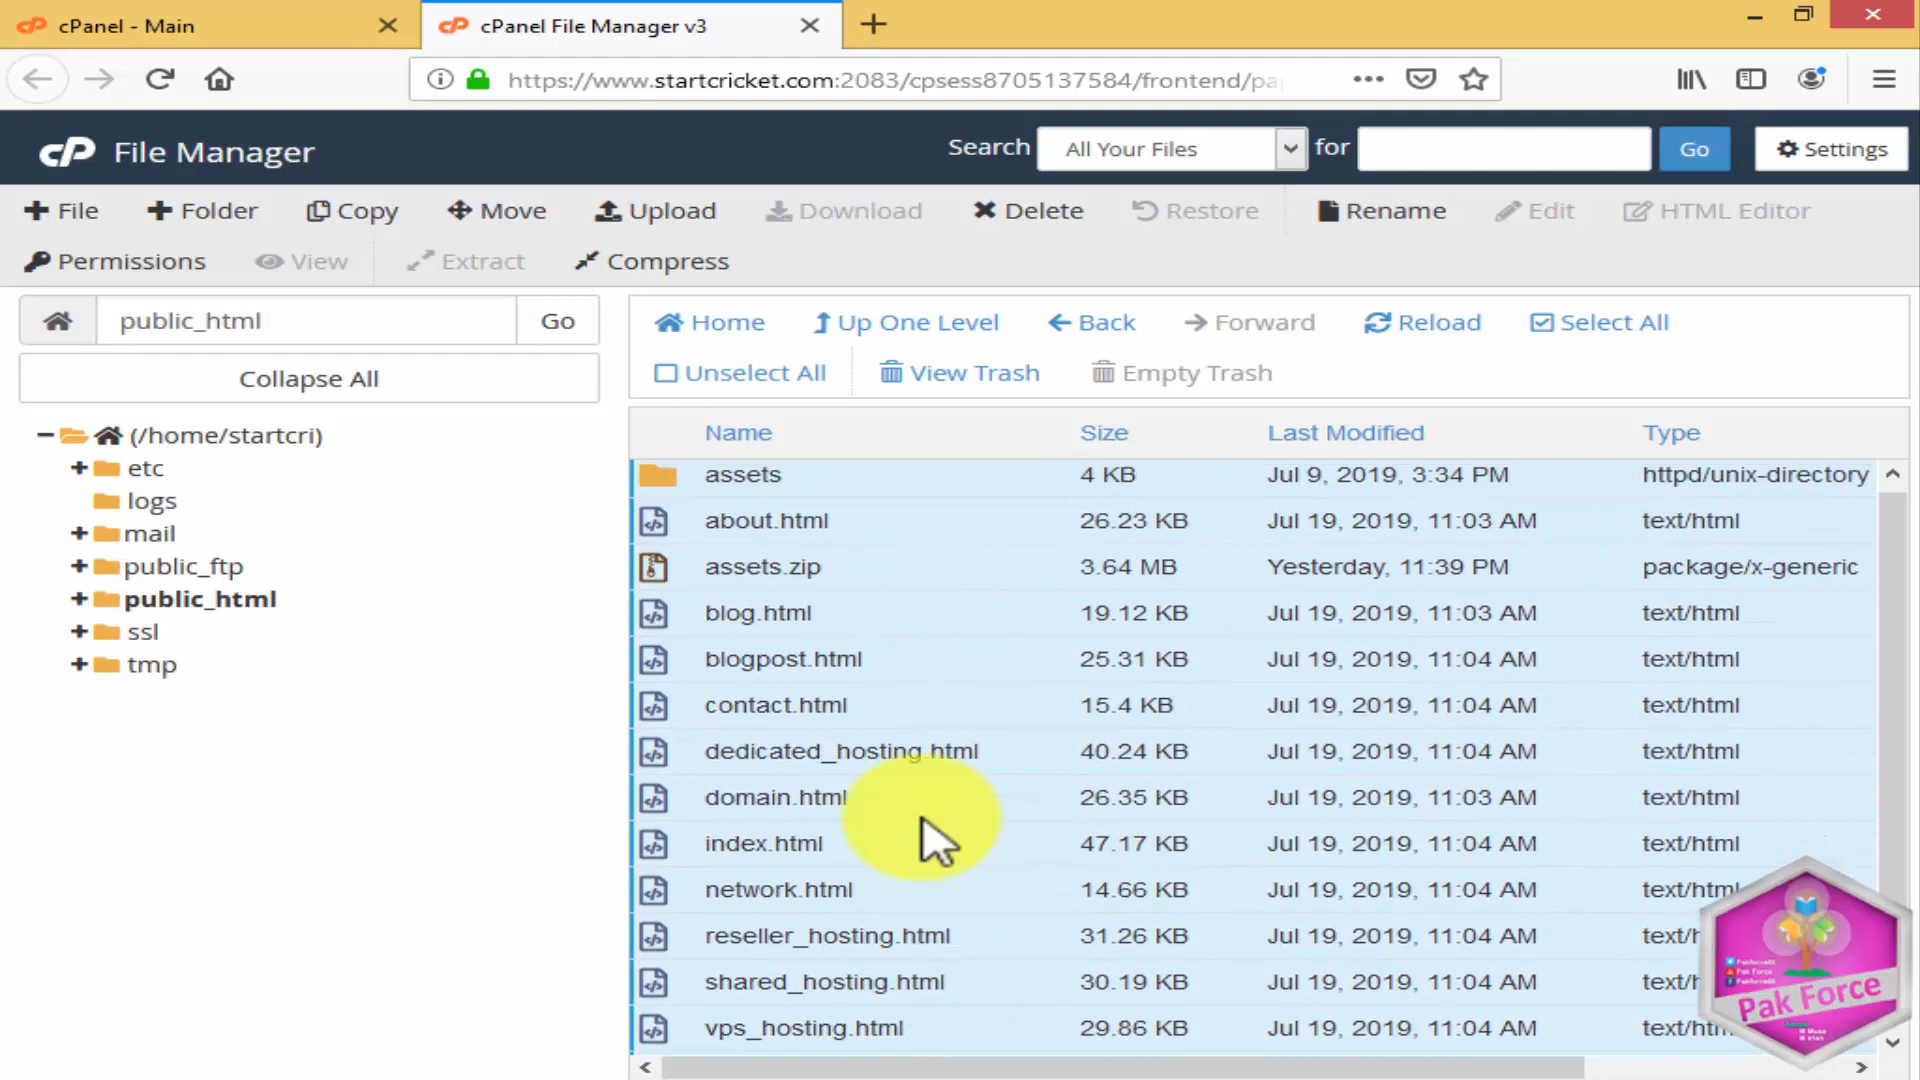 cPanel - Main
cPanel File Manager v3
https://www.startcricket.com:2083/cpsess8705137584/frontend/pa
cP File Manager
Search All Your Files for Go Settings
File Folder Copy Move Upload Download Delete Restore Rename Edit HTML Editor
Permissions View Extract Compress
public_html Go
Collapse All
(/home/startcri)
etc
logs
mail
public_ftp
public_html
ssl
tmp
Home Up One Level Back Forward Reload Select All
Unselect All View Trash Empty Trash
Name Size Last Modified Type
assets 4 KB Jul 9, 2019, 3:34 PM httpd/unix-directory
about.html 26.23 KB Jul 19, 2019, 11:03 AM text/html
assets.zip 3.64 MB Yesterday, 11:39 PM package/x-generic
blog.html 19.12 KB Jul 19, 2019, 11:03 AM text/html
blogpost.html 25.31 KB Jul 19, 2019, 11:04 AM text/html
contact.html 15.4 KB Jul 19, 2019, 11:04 AM text/html
dedicated_hosting.html 40.24 KB Jul 19, 2019, 11:04 AM text/html
domain.html 26.35 KB Jul 19, 2019, 11:03 AM text/html
index.html 47.17 KB Jul 19, 2019, 11:04 AM text/html
network.html 14.66 KB Jul 19, 2019, 11:04 AM text/html
reseller_hosting.html 31.26 KB Jul 19, 2019, 11:04 AM text/h
shared_hosting.html 30.19 KB Jul 19, 2019, 11:04 AM text/h
vps_hosting.html 29.86 KB Jul 19, 2019, 11:04 AM text/htm
Pak Force
Pak Force